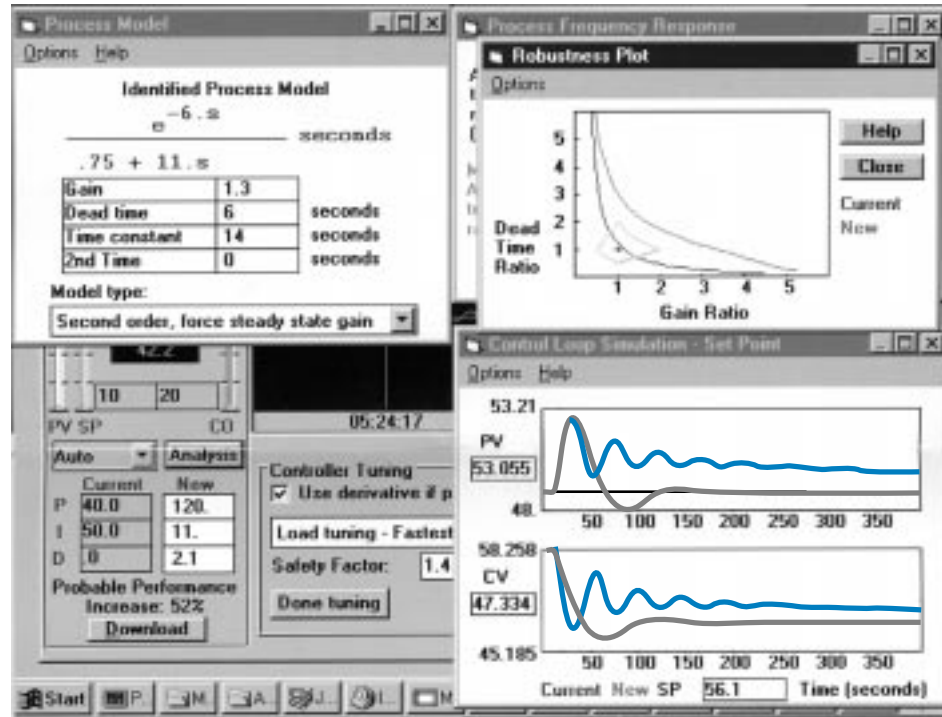 Process Model
Options Help
Identified Process Model
e^-6.s
seconds
.75 + 11.s
Gain 1.3
Dead time 6 seconds
Time constant 14 seconds
2nd Time 0 seconds
Model type:
Second order, force steady state gain
Process Frequency Response
Robustness Plot
Options
5
4
3
2
1
Dead
Time
Ratio
1 2 3 4 5
Gain Ratio
Help
Close
Current
New
42.2
10 20
PV SP CO
05:24:17
Auto Analysis
Current New
P 40.0 120.
I 50.0 11.
D .0 2.1
Probable Performance
Increase: 52%
Download
Controller Tuning
Use derivative if p
Load tuning - Fastest
Safety Factor: 1.4
Done tuning
Control Loop Simulation - Set Point
Options Help
53.21
PV
53.055
48.
50 100 150 200 250 300 350
58.258
CV
47.334
45.185
50 100 150 200 250 300 350
Current New SP 56.1 Time (seconds)
Start P. M. A. J... I... M